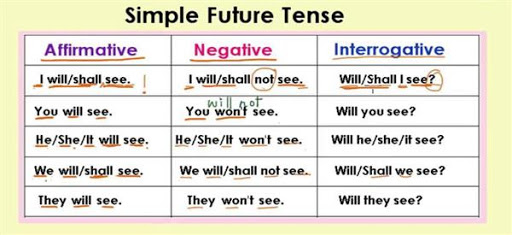 Simple Future Tense
Affirmative Negative Interrogative
I will/shall see. ! I will/shall not see. Will/Shall I see?
will not
You will see. You won't see. Will you see?
He/She/It will see. He/She/It won't see. Will he/she/it see?
We will/shall see. We will/shall not see. Will/Shall we see?
They will see. They won't see. Will they see?